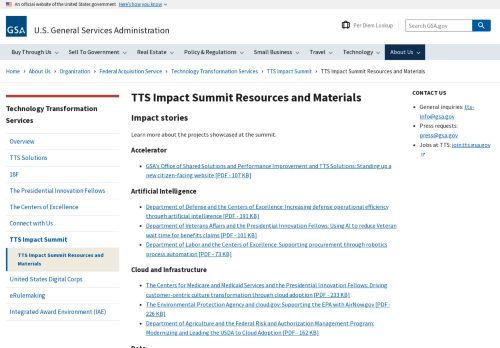 An official website of the United States government Here's how you know
GSA
U.S. General Services Administration
Per Diem Lookup
Search GSA.gov
Buy Through Us
Sell To Government
Real Estate
Policy & Regulations
Small Business
Travel
Technology
About Us
Home > About Us > Organization > Federal Acquisition Service > Technology Transformation Services > TTS Impact Summit > TTS Impact Summit Resources and Materials
Technology Transformation
Services
Overview
TTS Solutions
18F
The Presidential Innovation Fellows
The Centers of Excellence
Connect with Us
TTS Impact Summit
TTS Impact Summit Resources and
Materials
United States Digital Corps
eRulemaking
Integrated Award Environment (IAE)
TTS Impact Summit Resources and Materials
Impact stories
Learn more about the projects showcased at the summit.
Accelerator
GSA's Office of Shared Solutions and Performance Improvement and TTS Solutions: Standing up
a new citizen-facing website [PDF - 107 KB]
Artificial Intelligence
Department of Defense and the Centers of Excellence: Increasing defense operational efficiency
through artificial intelligence [PDF - 191 KB]
Department of Veterans Affairs and the Presidential Innovation Fellows: Using AI to reduce Veteran
wait time for benefits claims [PDF - 101 KB]
Department of Labor and the Centers of Excellence: Supporting procurement through robotics
process automation [PDF - 73 KB]
Cloud and Infrastructure
The Centers for Medicare and Medicaid Services and the Presidential Innovation Fellows: Driving
customer-centric culture transformation through cloud adoption [PDF - 233 KB]
The Environmental Protection Agency and cloud.gov: Supporting the EPA with AirNow.gov [PDF -
226 KB]
Department of Agriculture and the Federal Risk and Authorization Management Program:
Modernizing and Leading the USDA to Cloud Adoption [PDF - 162 KB]
Data
CONTACT US
General inquiries: tts-
info@gsa.gov
Press requests:
press@gsa.gov
Jobs at TTS: join.tts.gsa.gov